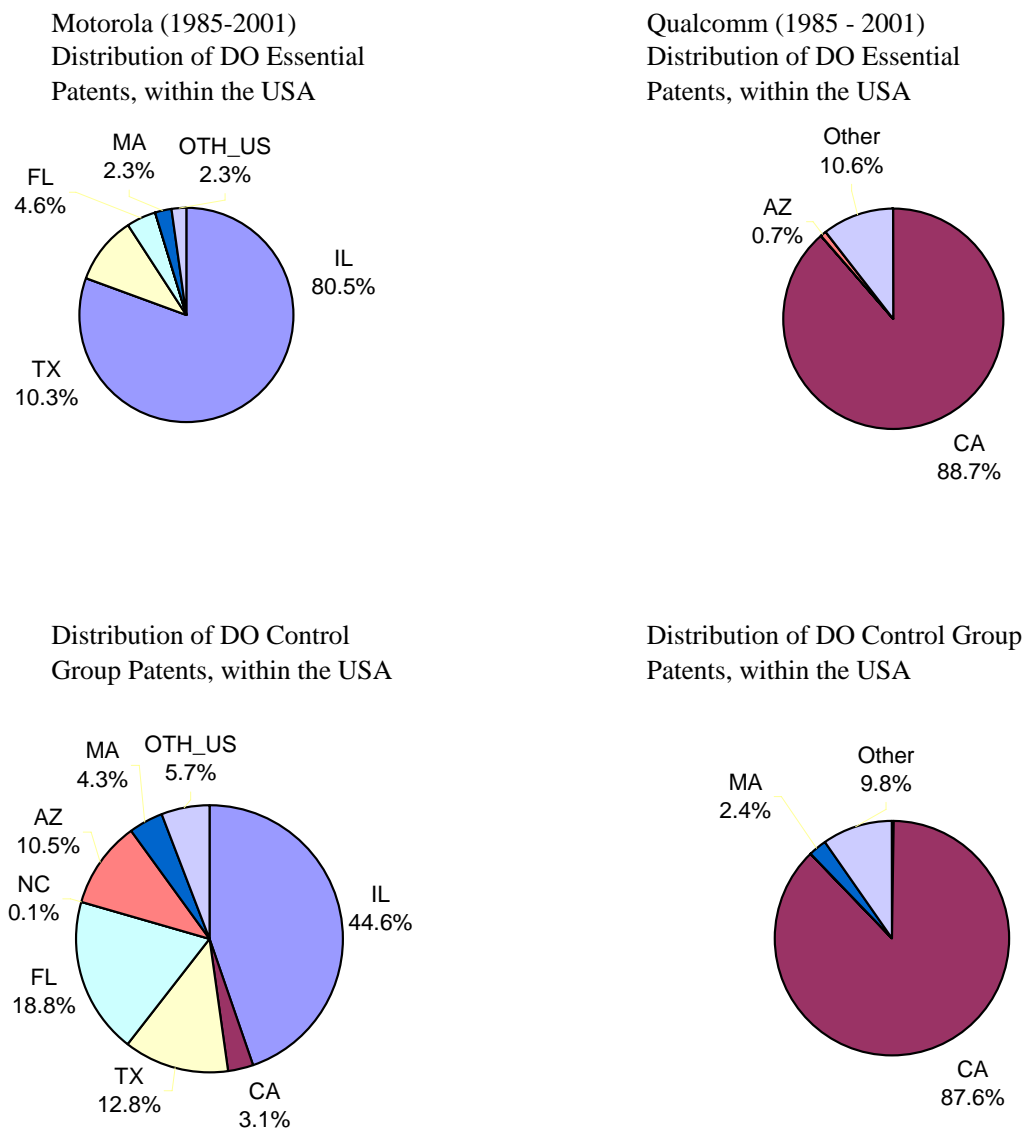 Motorola (1985-2001)
Distribution of DO Essential
Patents, within the USA
MA
2.3%
OTH_US
2.3%
FL
4.6%
IL
80.5%
TX
10.3%
Qualcomm (1985 - 2001)
Distribution of DO Essential
Patents, within the USA
Other
10.6%
AZ
0.7%
CA
88.7%
Distribution of DO Control
Group Patents, within the USA
MA
4.3%
OTH_US
5.7%
AZ
10.5%
NC
0.1%
IL
44.6%
FL
18.8%
TX
12.8%
CA
3.1%
Distribution of DO Control Group
Patents, within the USA
Other
9.8%
MA
2.4%
CA
87.6%